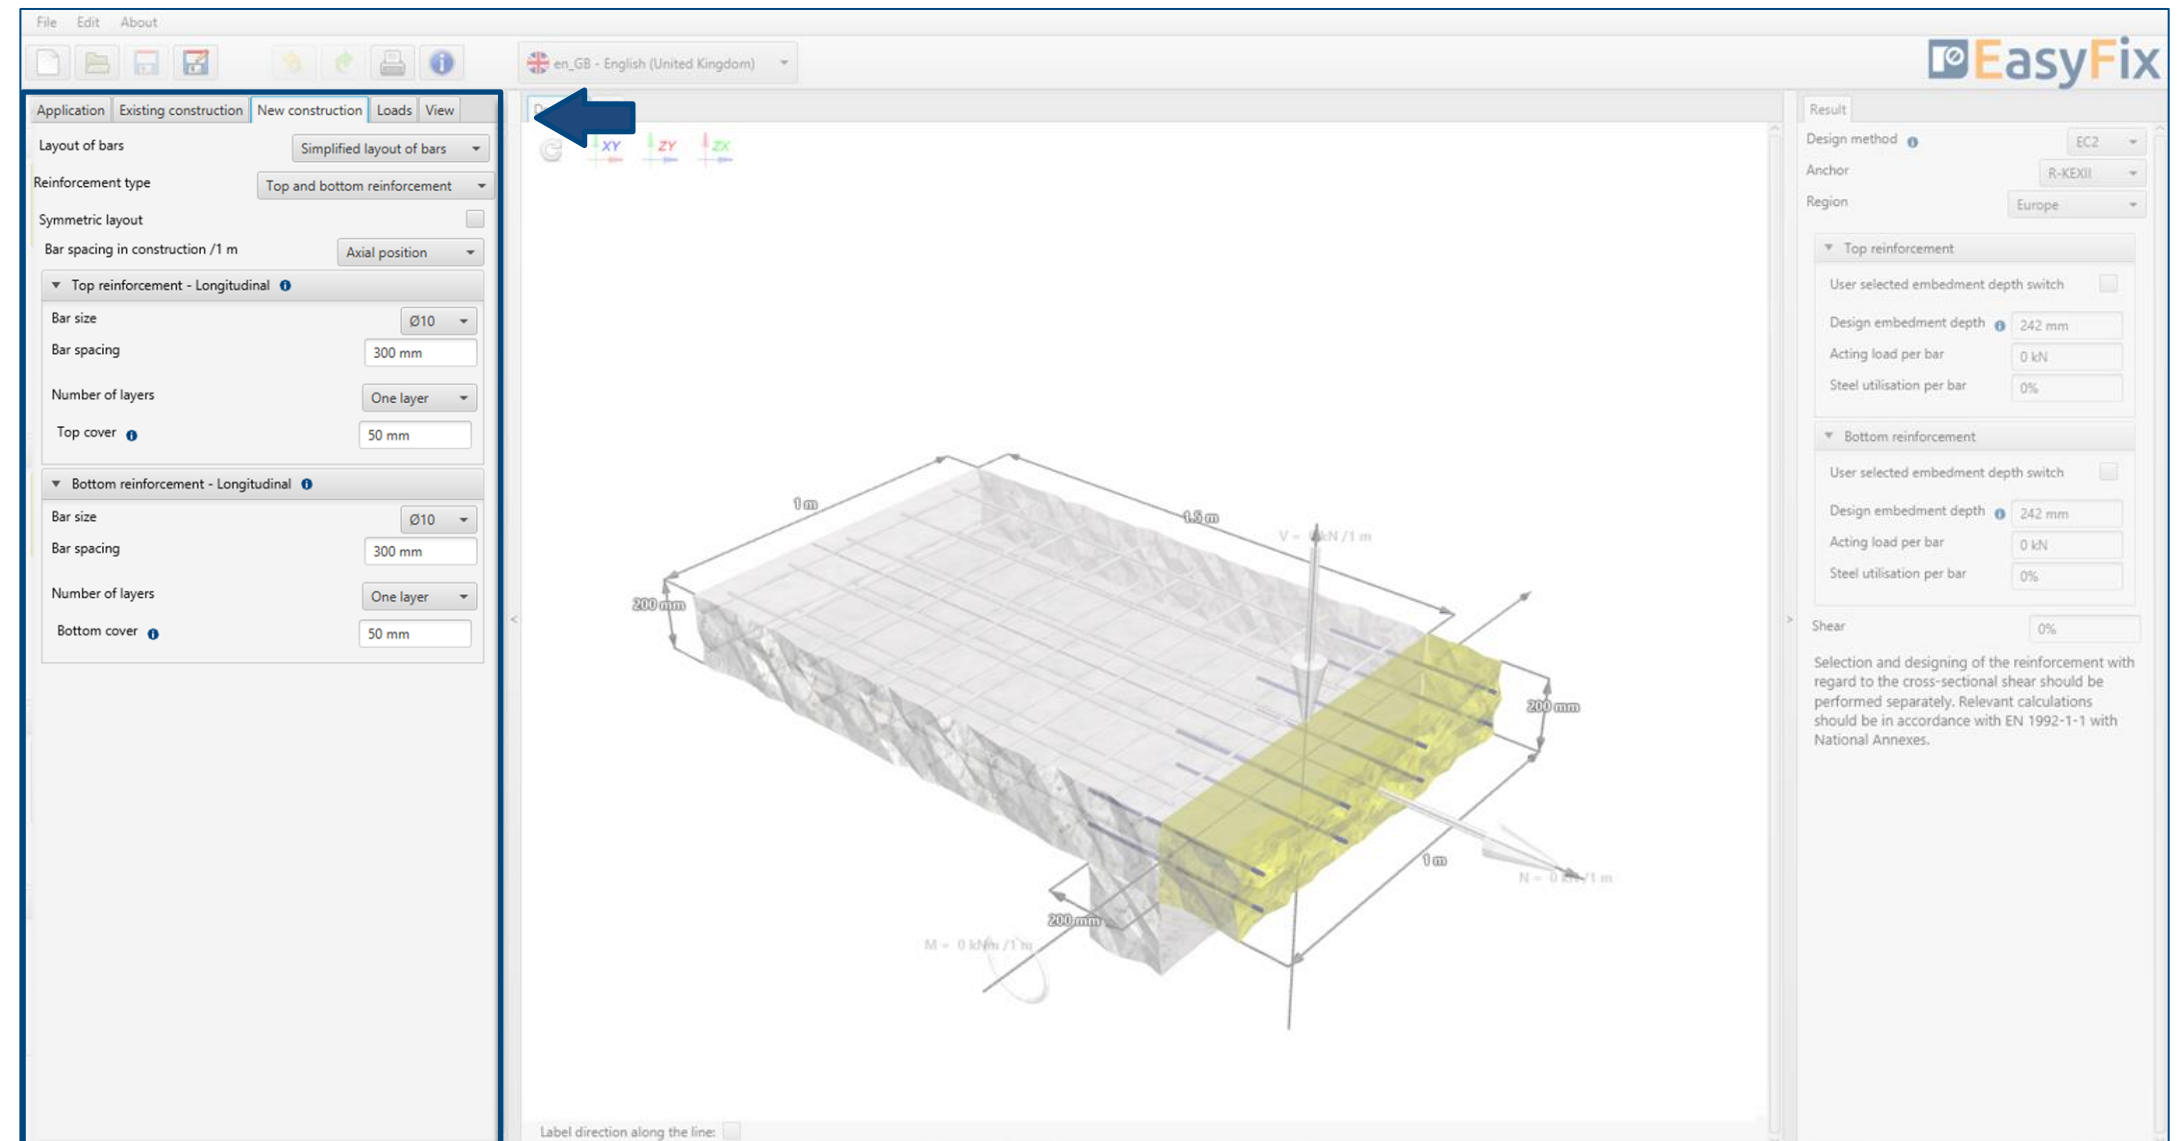 File Edit About
en_GB - English (United Kingdom)
EasyFix
Application Existing construction New construction Loads View
Layout of bars Simplified layout of bars
Reinforcement type Top and bottom reinforcement
Symmetric layout
Bar spacing in construction /1 m Axial position
Top reinforcement - Longitudinal
Bar size Ø10
Bar spacing 300 mm
Number of layers One layer
Top cover 50 mm
Bottom reinforcement - Longitudinal
Bar size Ø10
Bar spacing 300 mm
Number of layers One layer
Bottom cover 50 mm
XY ZY ZX
1 m
1.5 m
V = 0 kN /1 m
200 mm
200 mm
1 m
N = 0 kN /1 m
200 mm
M = 0 kNm /1 m
Label direction along the line:
Result
Design method EC2
Anchor R-KEXII
Region Europe
Top reinforcement
User selected embedment depth switch
Design embedment depth 242 mm
Acting load per bar 0 kN
Steel utilisation per bar 0%
Bottom reinforcement
User selected embedment depth switch
Design embedment depth 242 mm
Acting load per bar 0 kN
Steel utilisation per bar 0%
Shear 0%
Selection and designing of the reinforcement with
regard to the cross-sectional shear should be
performed separately. Relevant calculations
should be in accordance with EN 1992-1-1 with
National Annexes.